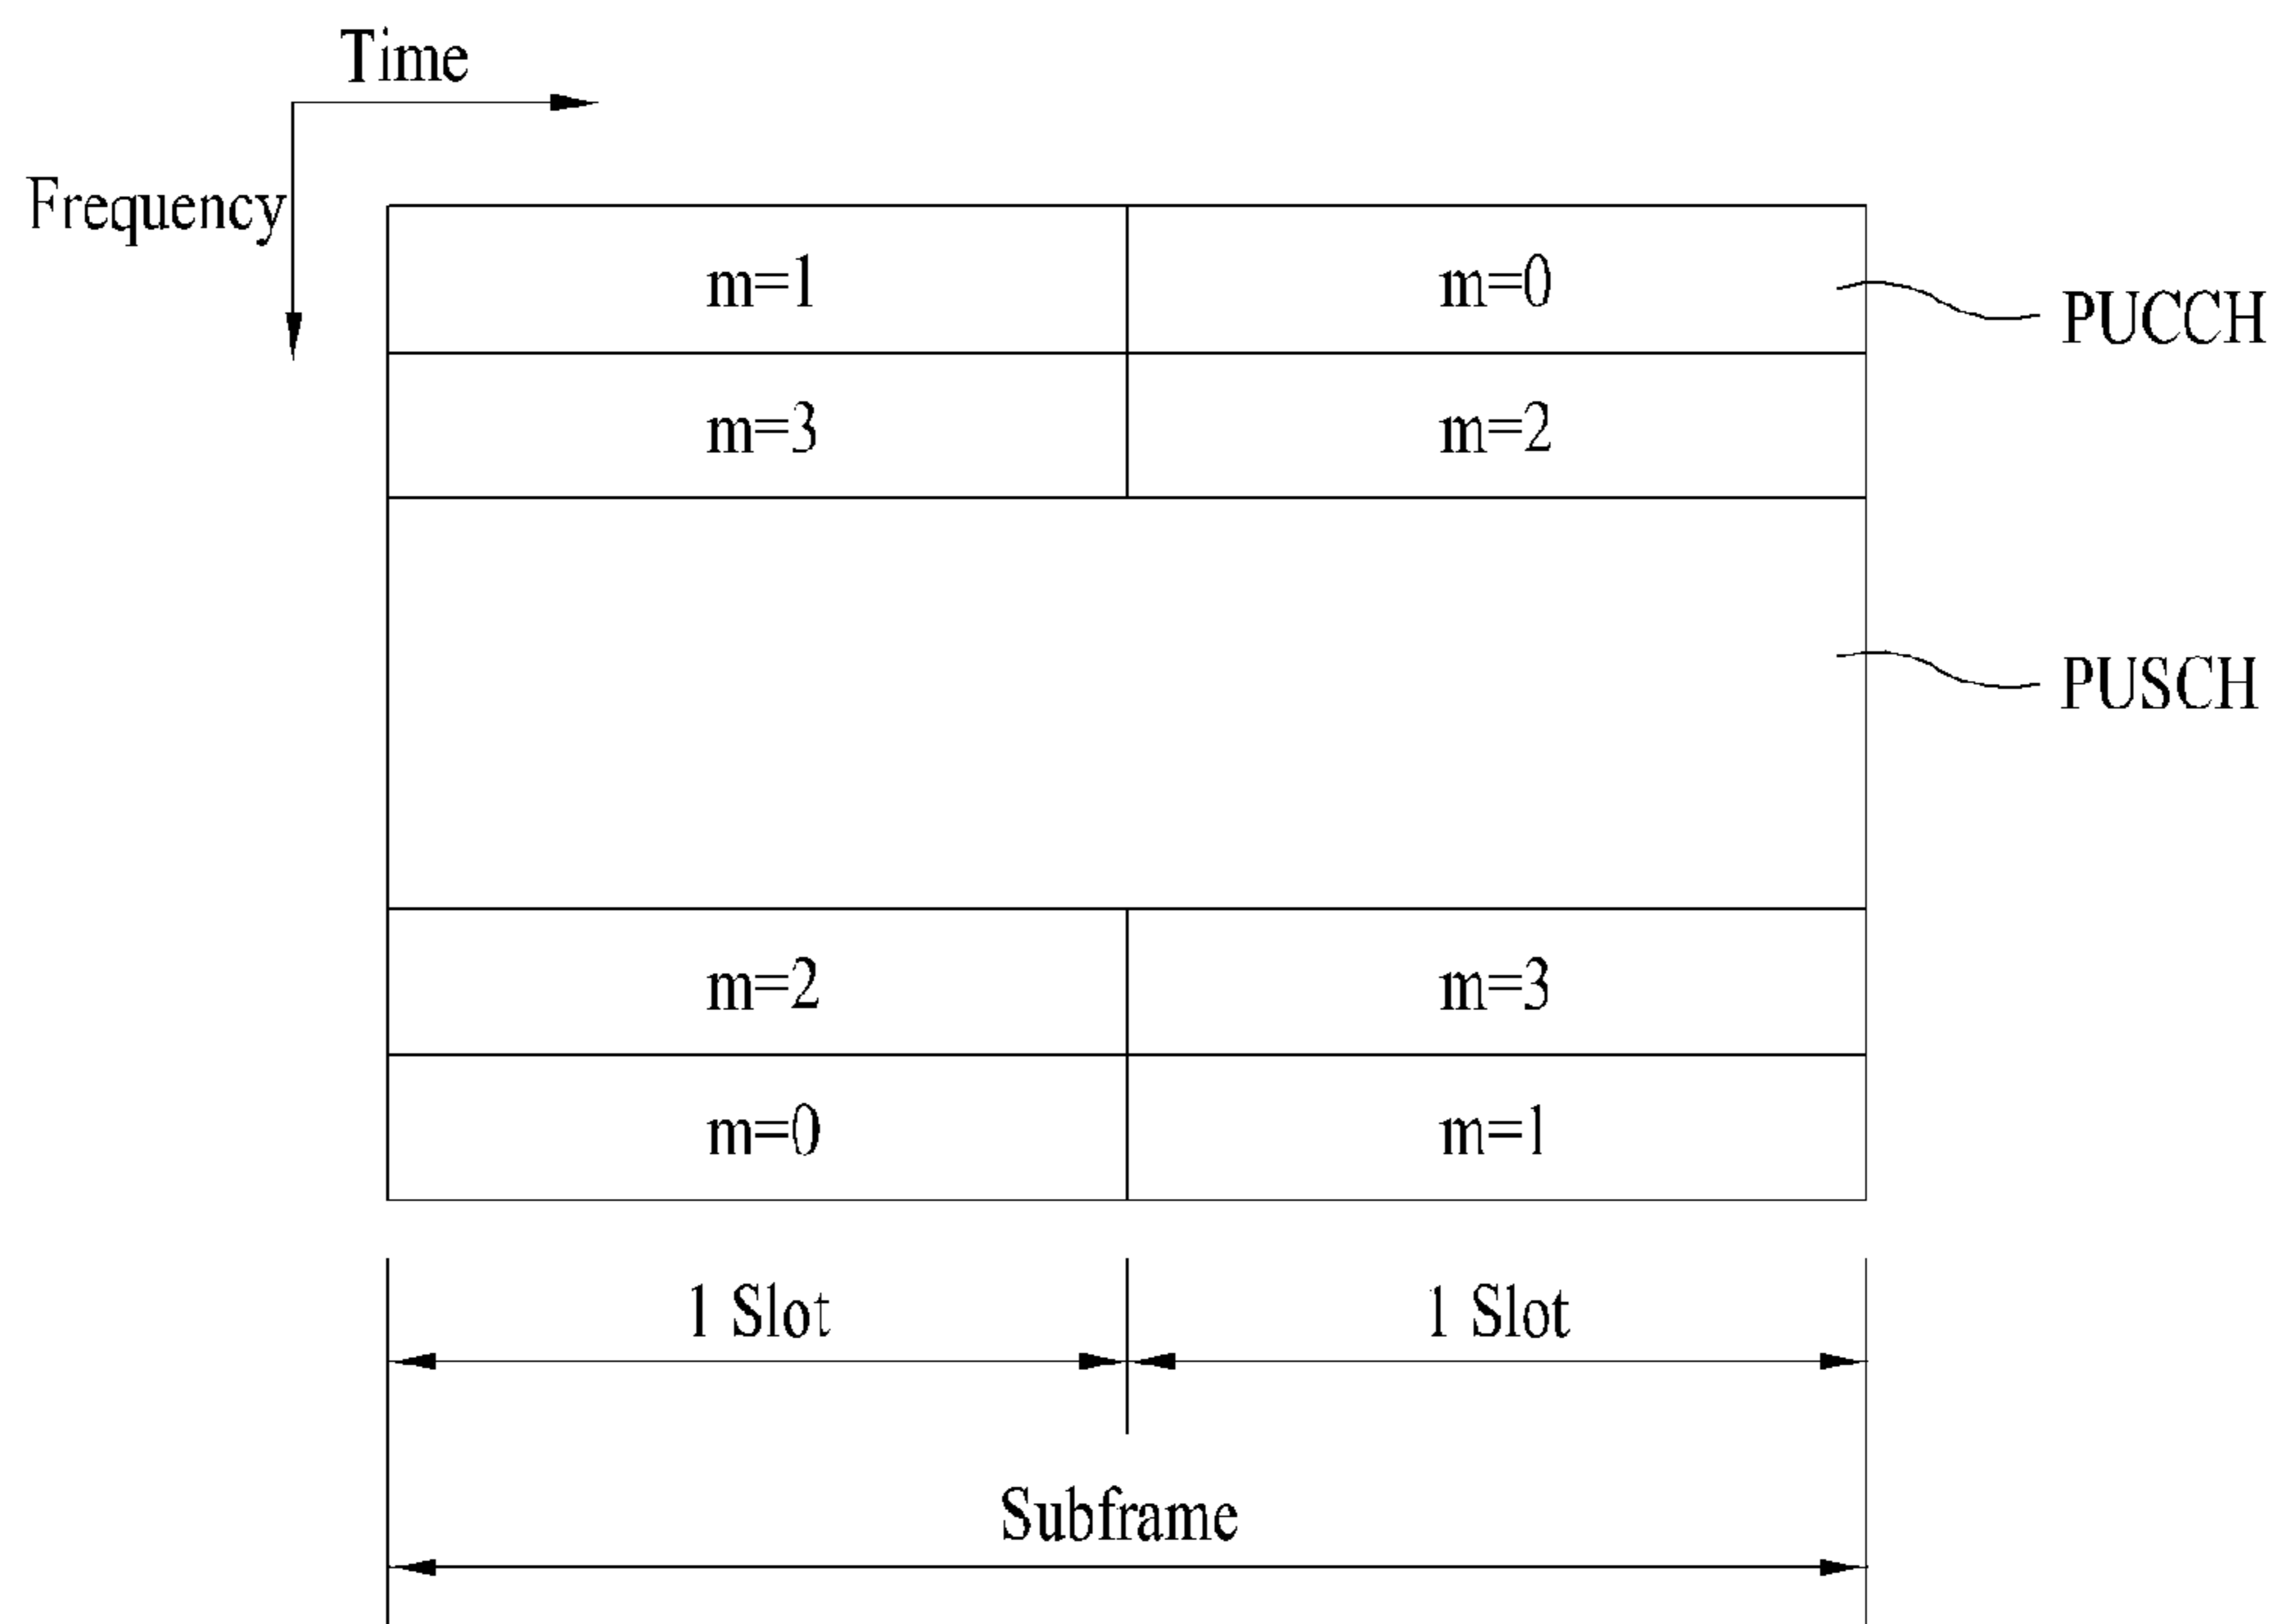 Time
Frequency
m=1
m=0
PUCCH
m=3
m=2
PUSCH
m=2
m=3
m=0
m=1
1 Slot
1 Slot
Subframe